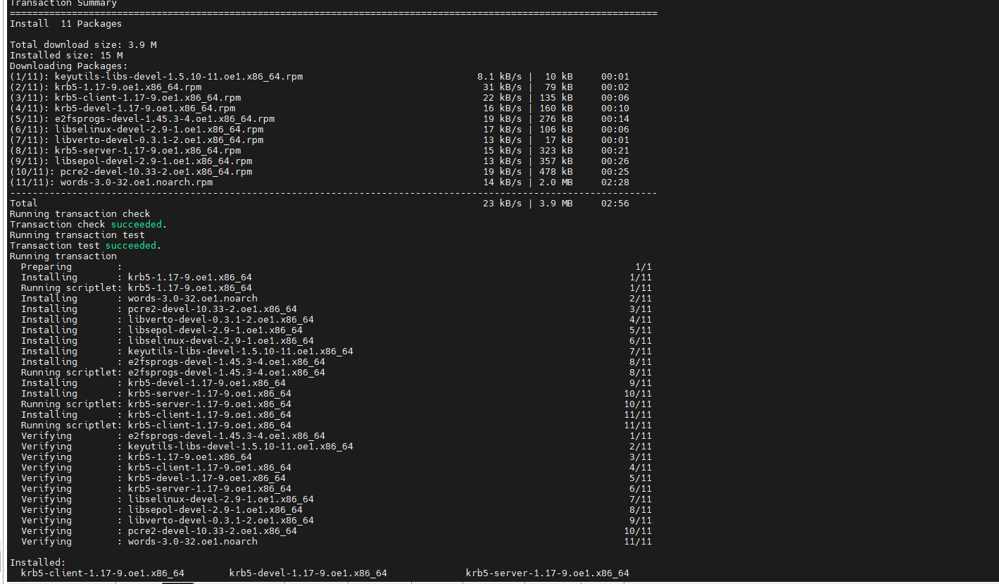 Transaction Summary
===================================================================================================================
Install  11 Packages

Total download size: 3.9 M
Installed size: 15 M
Downloading Packages:
(1/11): keyutils-libs-devel-1.5.10-11.oe1.x86_64.rpm                               8.1 kB/s |  10 kB     00:01
(2/11): krb5-1.17-9.oe1.x86_64.rpm                                                  31 kB/s |  79 kB     00:02
(3/11): krb5-client-1.17-9.oe1.x86_64.rpm                                           22 kB/s | 135 kB     00:06
(4/11): krb5-devel-1.17-9.oe1.x86_64.rpm                                            16 kB/s | 160 kB     00:10
(5/11): e2fsprogs-devel-1.45.3-4.oe1.x86_64.rpm                                     19 kB/s | 276 kB     00:14
(6/11): libselinux-devel-2.9-1.oe1.x86_64.rpm                                       17 kB/s | 106 kB     00:06
(7/11): libverto-devel-0.3.1-2.oe1.x86_64.rpm                                       13 kB/s |  17 kB     00:01
(8/11): krb5-server-1.17-9.oe1.x86_64.rpm                                           15 kB/s | 323 kB     00:21
(9/11): libsepol-devel-2.9-1.oe1.x86_64.rpm                                         13 kB/s | 357 kB     00:26
(10/11): pcre2-devel-10.33-2.oe1.x86_64.rpm                                         19 kB/s | 478 kB     00:25
(11/11): words-3.0-32.oe1.noarch.rpm                                                14 kB/s | 2.0 MB     02:28
-------------------------------------------------------------------------------------------------------------------
Total                                                                               23 kB/s | 3.9 MB     02:56
Running transaction check
Transaction check succeeded.
Running transaction test
Transaction test succeeded.
Running transaction
  Preparing        :                                                                                           1/1
  Installing       : krb5-1.17-9.oe1.x86_64                                                                   1/11
  Running scriptlet: krb5-1.17-9.oe1.x86_64                                                                   1/11
  Installing       : words-3.0-32.oe1.noarch                                                                  2/11
  Installing       : pcre2-devel-10.33-2.oe1.x86_64                                                           3/11
  Installing       : libverto-devel-0.3.1-2.oe1.x86_64                                                        4/11
  Installing       : libsepol-devel-2.9-1.oe1.x86_64                                                          5/11
  Installing       : libselinux-devel-2.9-1.oe1.x86_64                                                        6/11
  Installing       : keyutils-libs-devel-1.5.10-11.oe1.x86_64                                                 7/11
  Installing       : e2fsprogs-devel-1.45.3-4.oe1.x86_64                                                      8/11
  Running scriptlet: e2fsprogs-devel-1.45.3-4.oe1.x86_64                                                      8/11
  Installing       : krb5-devel-1.17-9.oe1.x86_64                                                             9/11
  Installing       : krb5-server-1.17-9.oe1.x86_64                                                           10/11
  Running scriptlet: krb5-server-1.17-9.oe1.x86_64                                                           10/11
  Installing       : krb5-client-1.17-9.oe1.x86_64                                                           11/11
  Running scriptlet: krb5-client-1.17-9.oe1.x86_64                                                           11/11
  Verifying        : e2fsprogs-devel-1.45.3-4.oe1.x86_64                                                      1/11
  Verifying        : keyutils-libs-devel-1.5.10-11.oe1.x86_64                                                 2/11
  Verifying        : krb5-1.17-9.oe1.x86_64                                                                   3/11
  Verifying        : krb5-client-1.17-9.oe1.x86_64                                                            4/11
  Verifying        : krb5-devel-1.17-9.oe1.x86_64                                                             5/11
  Verifying        : krb5-server-1.17-9.oe1.x86_64                                                            6/11
  Verifying        : libselinux-devel-2.9-1.oe1.x86_64                                                        7/11
  Verifying        : libsepol-devel-2.9-1.oe1.x86_64                                                          8/11
  Verifying        : libverto-devel-0.3.1-2.oe1.x86_64                                                        9/11
  Verifying        : pcre2-devel-10.33-2.oe1.x86_64                                                          10/11
  Verifying        : words-3.0-32.oe1.noarch                                                                 11/11

Installed:
  krb5-client-1.17-9.oe1.x86_64        krb5-devel-1.17-9.oe1.x86_64              krb5-server-1.17-9.oe1.x86_64